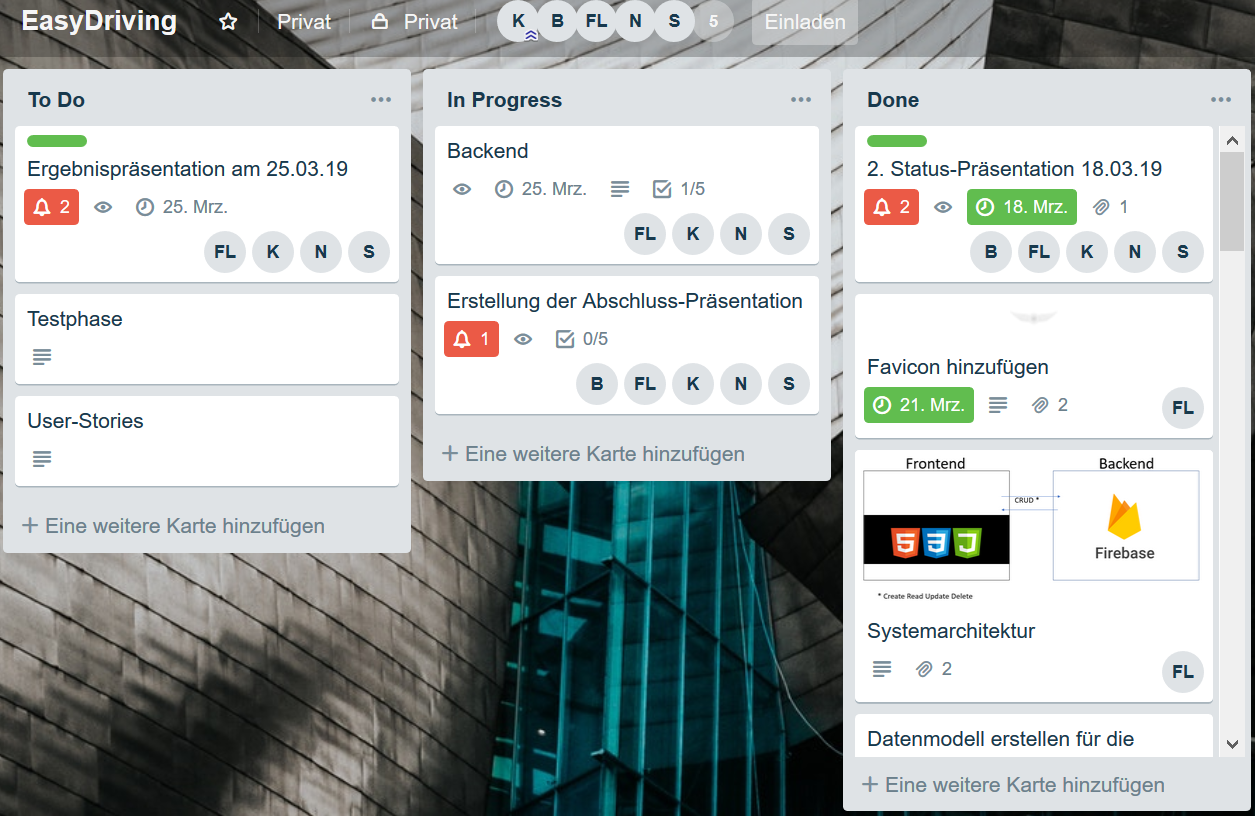 EasyDriving Privat Privat K B FL N S 5 Einladen
To Do
Ergebnispräsentation am 25.03.19
2 25. Mrz.
FL K N S
Testphase
User-Stories
+ Eine weitere Karte hinzufügen
In Progress
Backend
25. Mrz. 1/5
FL K N S
Erstellung der Abschluss-Präsentation
1 0/5
B FL K N S
+ Eine weitere Karte hinzufügen
Done
2. Status-Präsentation 18.03.19
2 18. Mrz. 1
B FL K N S
Favicon hinzufügen
21. Mrz. 2
FL
Frontend Backend
CRUD *
5 3 J
Firebase
* Create Read Update Delete
Systemarchitektur
2
FL
Datenmodell erstellen für die
+ Eine weitere Karte hinzufügen